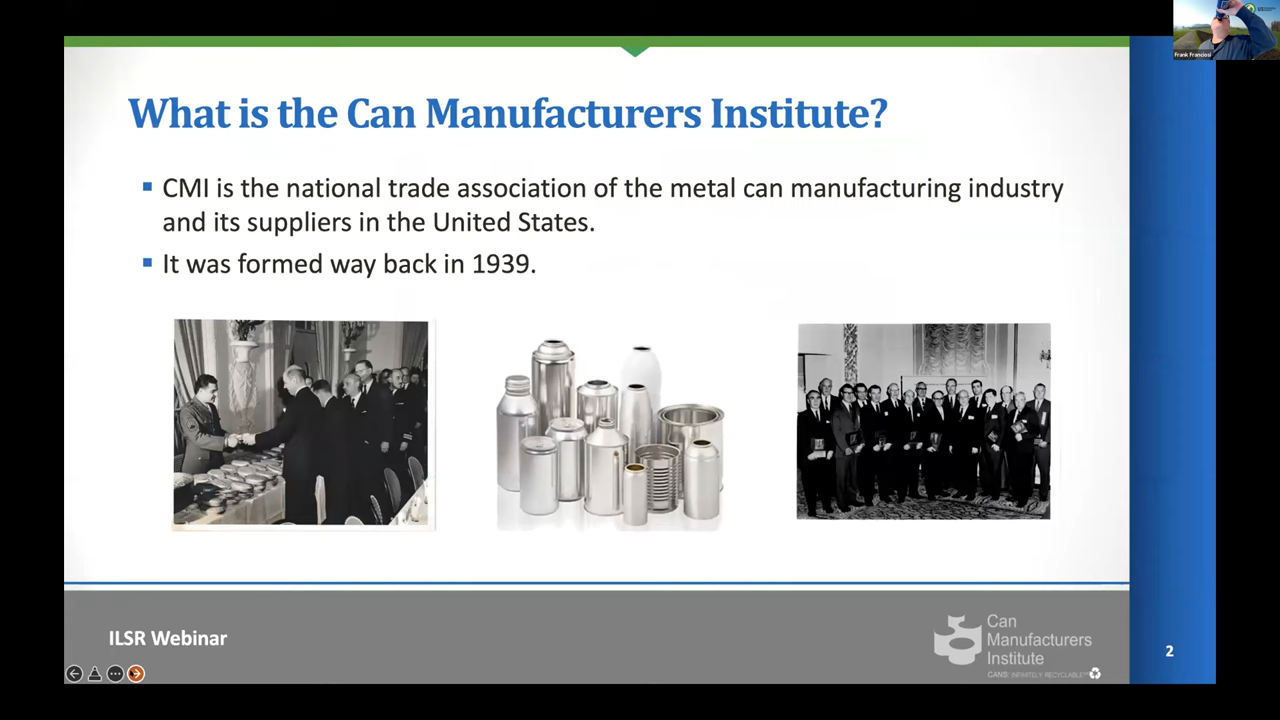 Frank Franciosi
What is the Can Manufacturers Institute?
CMI is the national trade association of the metal can manufacturing industry
and its suppliers in the United States.
It was formed way back in 1939.
ILSR Webinar
Can
Manufacturers
Institute
CANS: INFINITELY RECYCLABLE
2